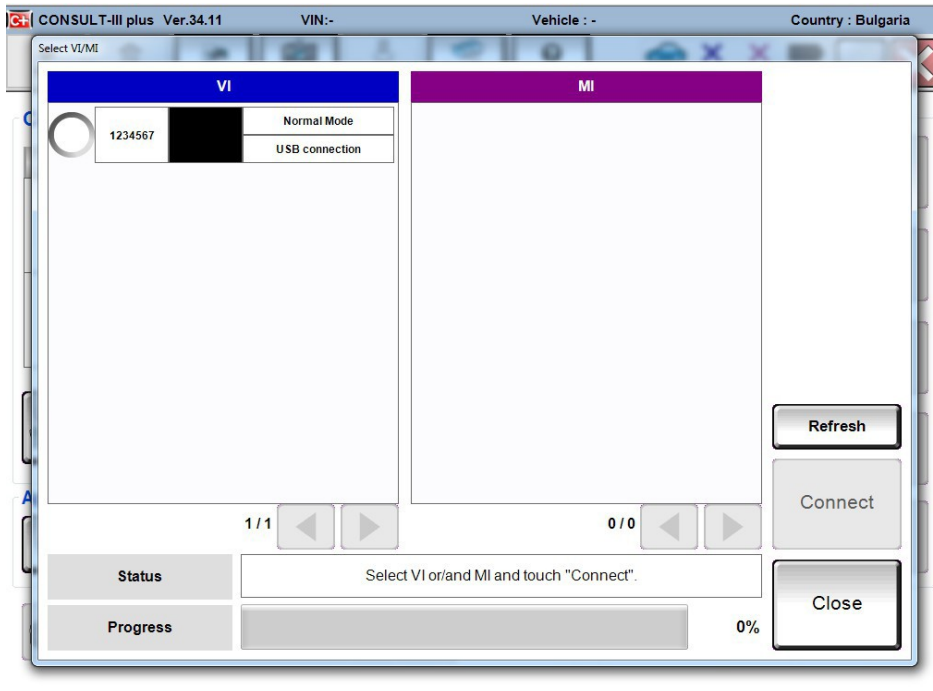 C+ CONSULT-III plus Ver.34.11 VIN:- Vehicle : - Country : Bulgaria
Select VI/MI
VI MI
1234567 Normal Mode
USB connection
Refresh
Connect
1 / 1 0 / 0
Status Select VI or/and MI and touch "Connect".
Close
Progress 0%